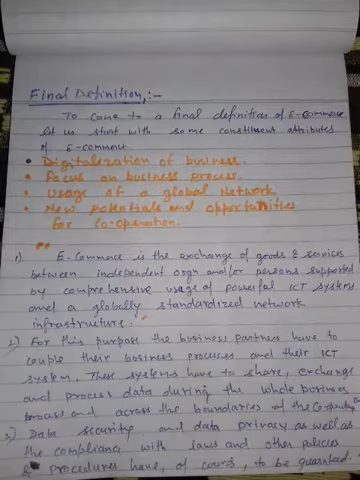 Final Definition,:-
To come to a final definition of E-Commerce
let us start with some constituent attributes
of E-commerce.
• Digitalization of business.
• Focus on business process.
• Usage of a global Network
• New potentials and opportunities
for co-operation.
1) E-Commerce is the exchange of goods & services
between independent orgn and/or persons supported
by comprehensive usage of powerful ICT systems
and a globally standardized network
infrastructure.
2) For this purpose the business partners have to
couple their business processes and their ICT
system. These systems have to share, exchange
and process data during the whole business
process and across the boundaries of the
3) Data security and data privacy as well as
the compliance with laws and other policies
& procedures have, of course, to be guaranteed.